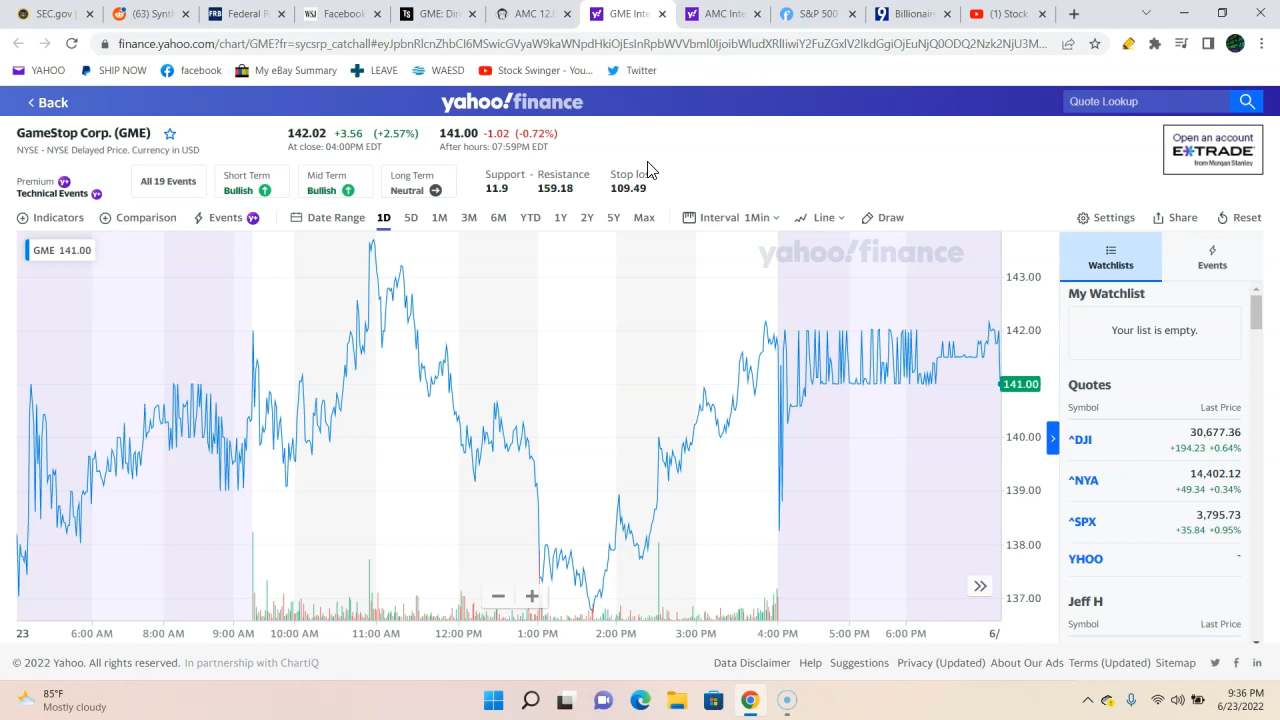 SEC.gov
(63) Synt
Federal R
Facebook
GME: Dir
AMC 12.0
GME Inte
AMC Inte
S&P 500
Billionaire
(1) Stock
finance.yahoo.com/chart/GME?fr=sycsrp_catchall#
YAHOO
SHIP NOW
facebook
My eBay Summary
LEAVE
WAESD
Stock Swinger - You...
Twitter
Back
yahoo!finance
Quote Lookup
GameStop Corp. (GME)
NYSE - NYSE Delayed Price. Currency in USD
142.02 +3.56 (+2.57%)
At close: 04:00PM EDT
141.00 -1.02 (-0.72%)
After hours: 07:59PM EDT
Open an account
E*TRADE
from Morgan Stanley
Premium
Technical Events
All 19 Events
Short Term
Bullish
Mid Term
Bullish
Long Term
Neutral
Support - Resistance
11.9 159.18
Stop lo
109.49
Indicators
Comparison
Events
Date Range
1D
5D
1M
3M
6M
YTD
1Y
2Y
5Y
Max
Interval 1Min
Line
Draw
Settings
Share
Reset
GME 141.00
yahoo!finance
143.00
142.00
141.00
140.00
139.00
138.00
137.00
23
6:00 AM
8:00 AM
9:00 AM
10:00 AM
11:00 AM
12:00 PM
1:00 PM
2:00 PM
3:00 PM
4:00 PM
5:00 PM
6:00 PM
6/
Watchlists
Events
My Watchlist
Your list is empty.
Quotes
Symbol Last Price
^DJI 30,677.36
+194.23 +0.64%
^NYA 14,402.12
+49.34 +0.34%
^SPX 3,795.73
+35.84 +0.95%
YHOO -
Jeff H
Symbol Last Price
© 2022 Yahoo. All rights reserved. In partnership with ChartIQ
Data Disclaimer Help Suggestions Privacy (Updated) About Our Ads Terms (Updated) Sitemap
85°F
Mostly cloudy
9:36 PM
6/23/2022